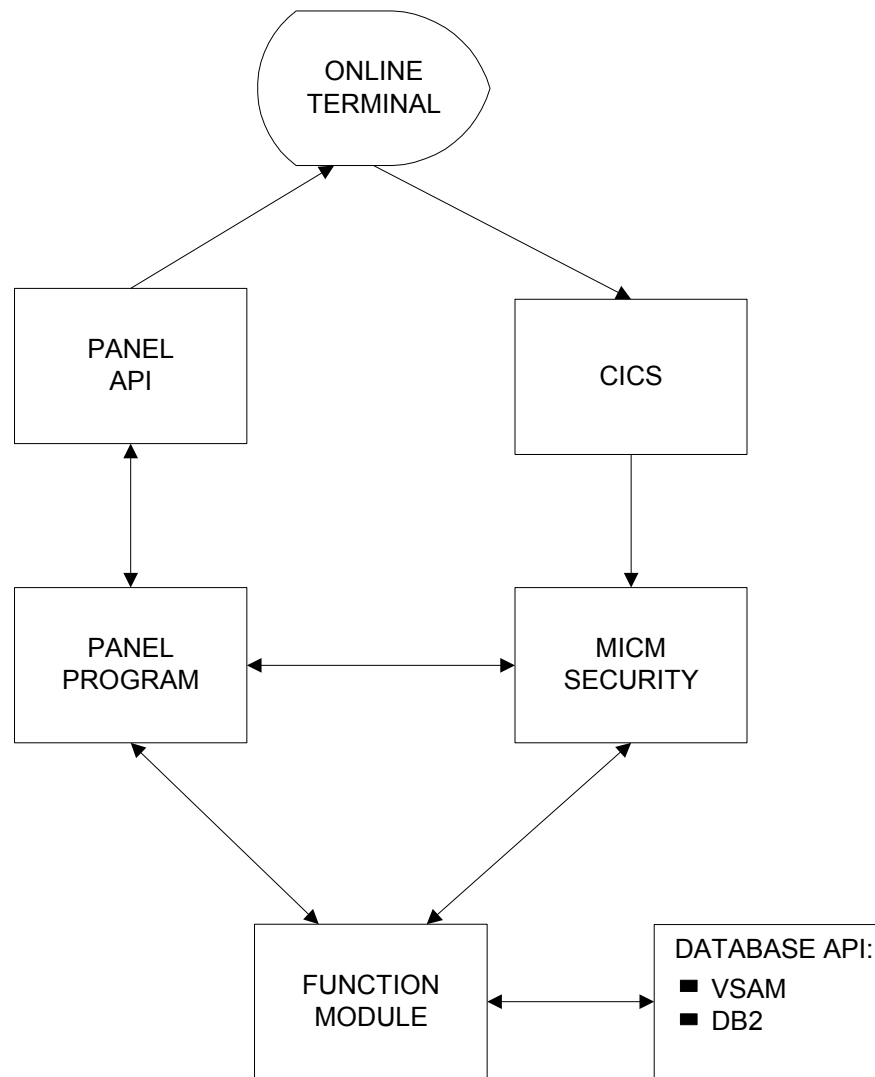 ONLINE
TERMINAL
PANEL
API
CICS
PANEL
PROGRAM
MICM
SECURITY
FUNCTION
MODULE
DATABASE API:
VSAM
DB2